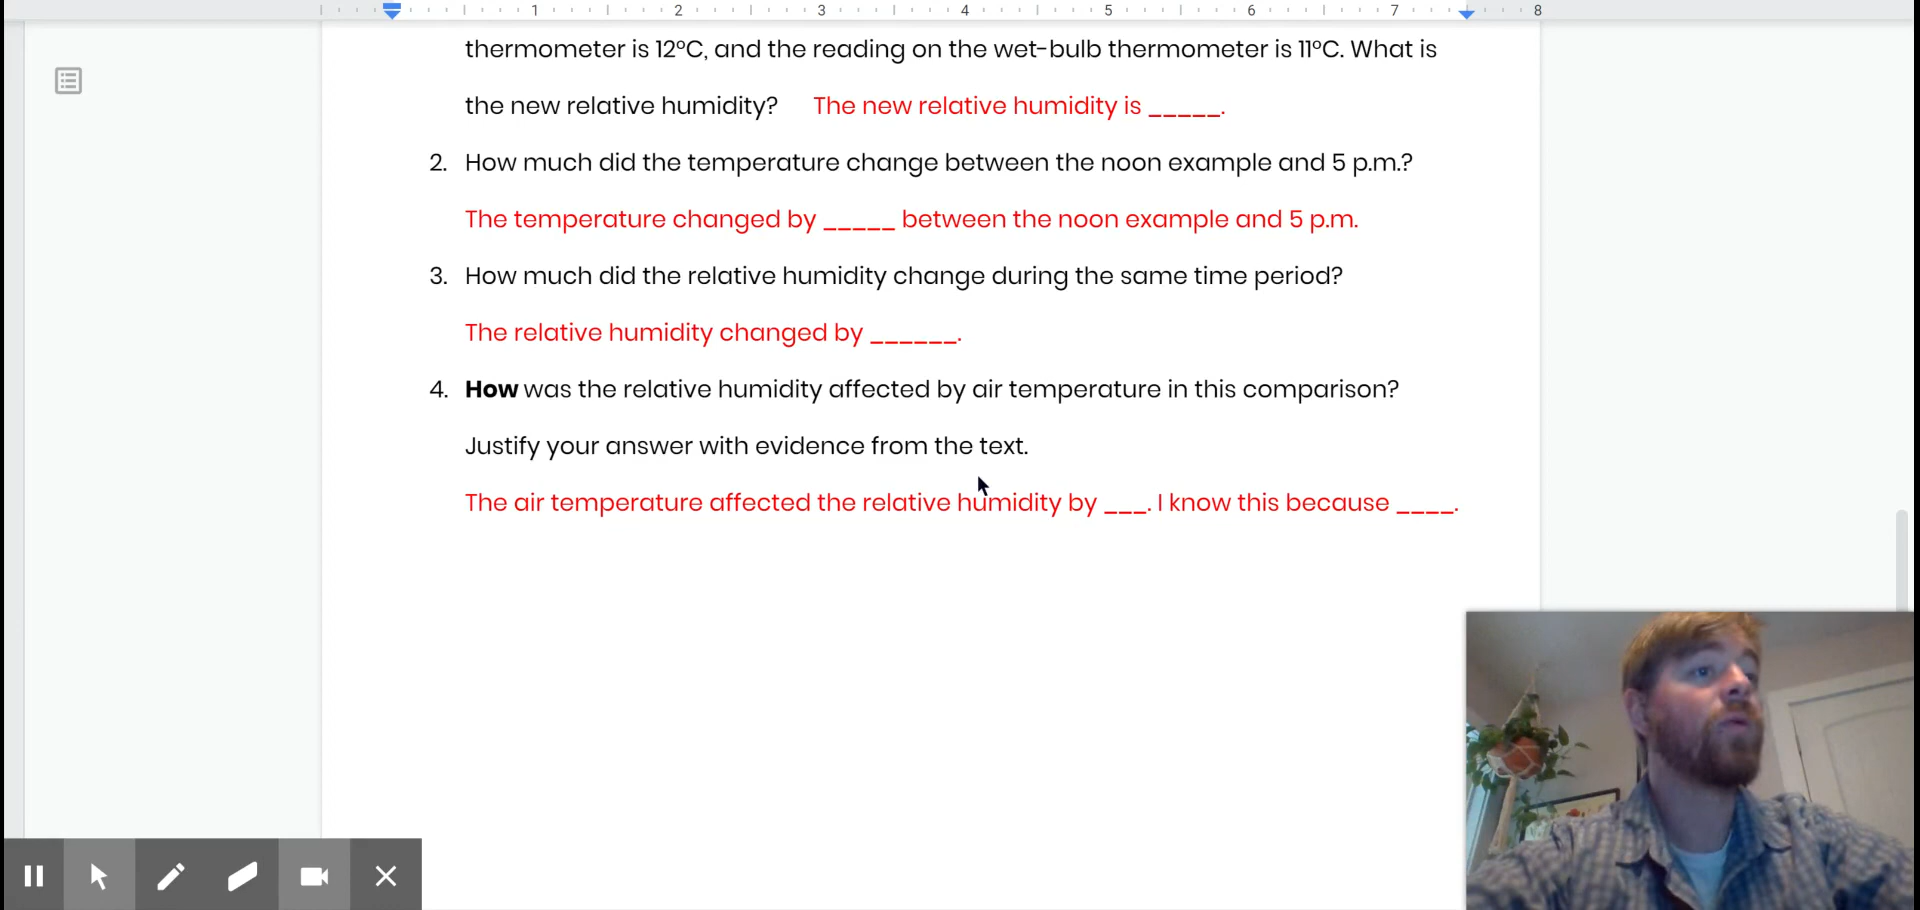 1 2 3 4 5 6 7 8
thermometer is 12°C, and the reading on the wet-bulb thermometer is 11°C. What is
the new relative humidity? The new relative humidity is _____.
2. How much did the temperature change between the noon example and 5 p.m.?
The temperature changed by _____ between the noon example and 5 p.m.
3. How much did the relative humidity change during the same time period?
The relative humidity changed by ______.
4. How was the relative humidity affected by air temperature in this comparison?
Justify your answer with evidence from the text.
The air temperature affected the relative humidity by ___. I know this because ____.